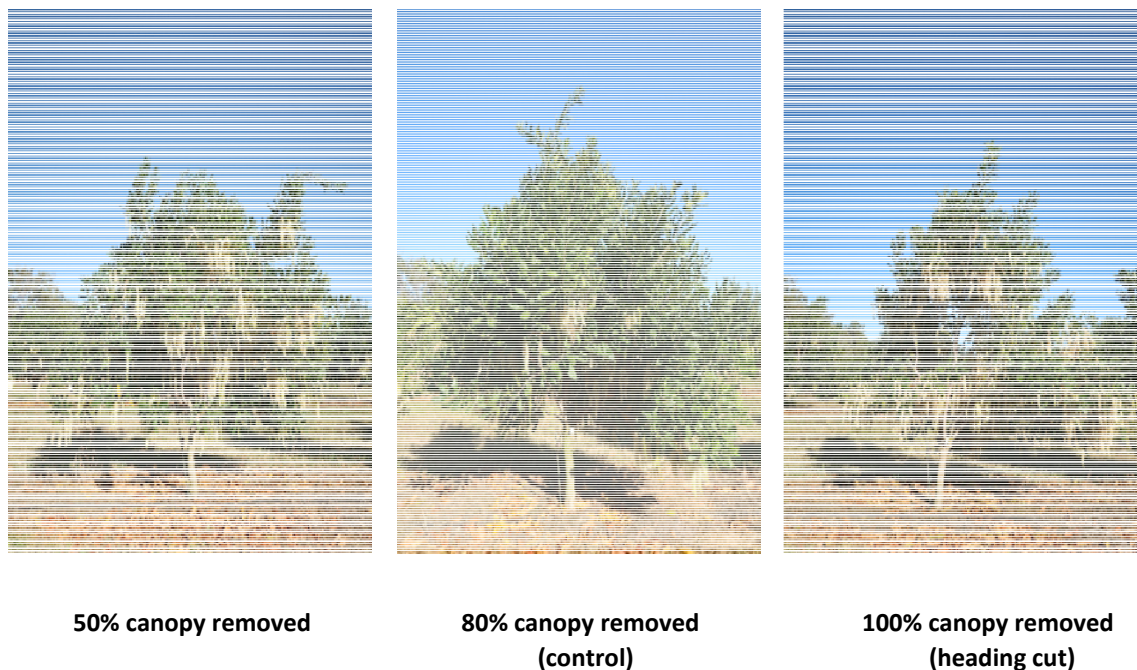 50% canopy removed
80% canopy removed
(control)
100% canopy removed
(heading cut)